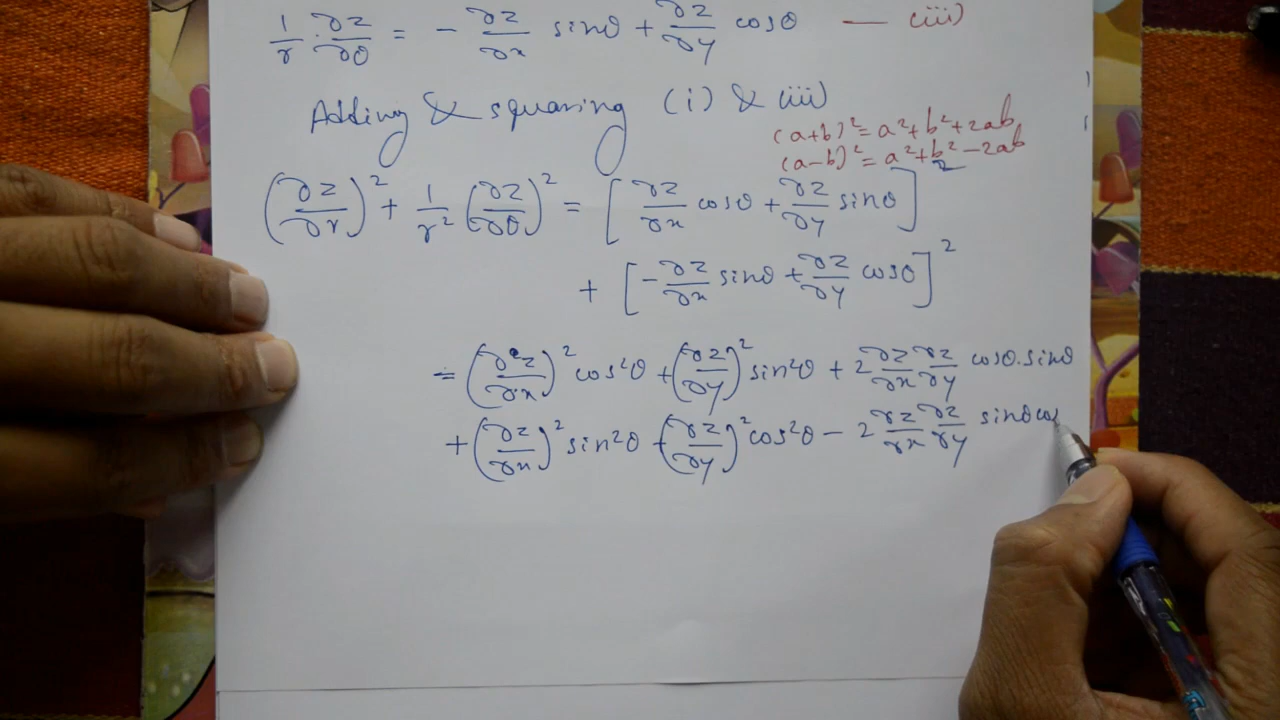 1/r · ∂z/∂θ = - ∂z/∂x sinθ + ∂z/∂y cosθ — (iii)
Adding & squaring (i) & (iii)
(a+b)² = a²+b²+2ab
(a-b)² = a²+b²-2ab
(∂z/∂r)² + 1/r² (∂z/∂θ)² = [∂z/∂x cosθ + ∂z/∂y sinθ]²
+ [-∂z/∂x sinθ + ∂z/∂y cosθ]²
= (∂z/∂x)² cos²θ + (∂z/∂y)² sin²θ + 2 ∂z/∂x ∂z/∂y cosθ.sinθ
+ (∂z/∂x)² sin²θ + (∂z/∂y)² cos²θ - 2 ∂z/∂x ∂z/∂y sinθ cos